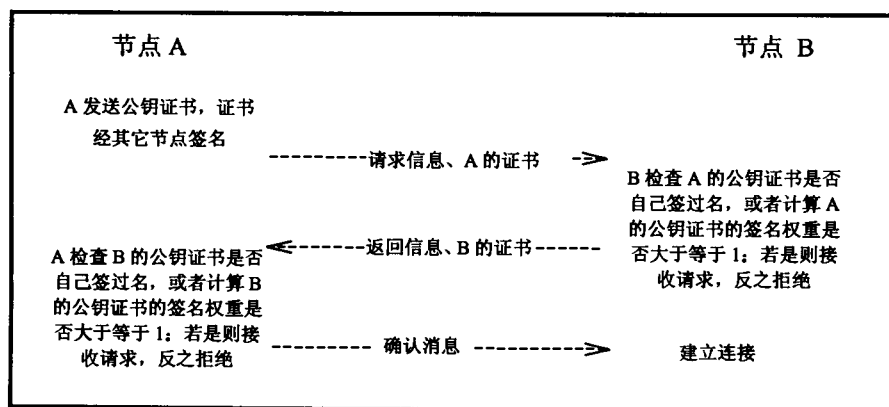 节点 A
节点 B
A 发送公钥证书，证书
经其它节点签名
请求信息、A 的证书
B 检查 A 的公钥证书是否
自己签过名，或者计算 A
的公钥证书的签名权重是
否大于等于 1；若是则接
收请求，反之拒绝
返回信息、B 的证书
A 检查 B 的公钥证书是否
自己签过名，或者计算 B
的公钥证书的签名权重是
否大于等于 1；若是则接
收请求，反之拒绝
确认消息
建立连接